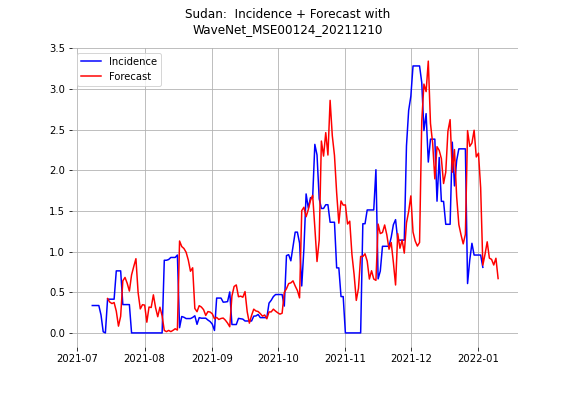 Sudan:  Incidence + Forecast with
WaveNet_MSE00124_20211210
3.5
3.0
2.5
2.0
1.5
1.0
0.5
0.0
Incidence
Forecast
2021-07 2021-08 2021-09 2021-10 2021-11 2021-12 2022-01